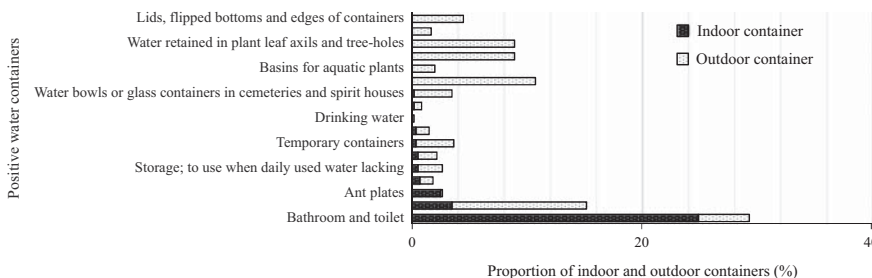 Lids, flipped bottoms and edges of containers
Water retained in plant leaf axils and tree-holes
Basins for aquatic plants
Water bowls or glass containers in cemeteries and spirit houses
Drinking water
Temporary containers
Storage; to use when daily used water lacking
Ant plates
Bathroom and toilet
Positive water containers
Indoor container
Outdoor container
0
20
40
Proportion of indoor and outdoor containers (%)